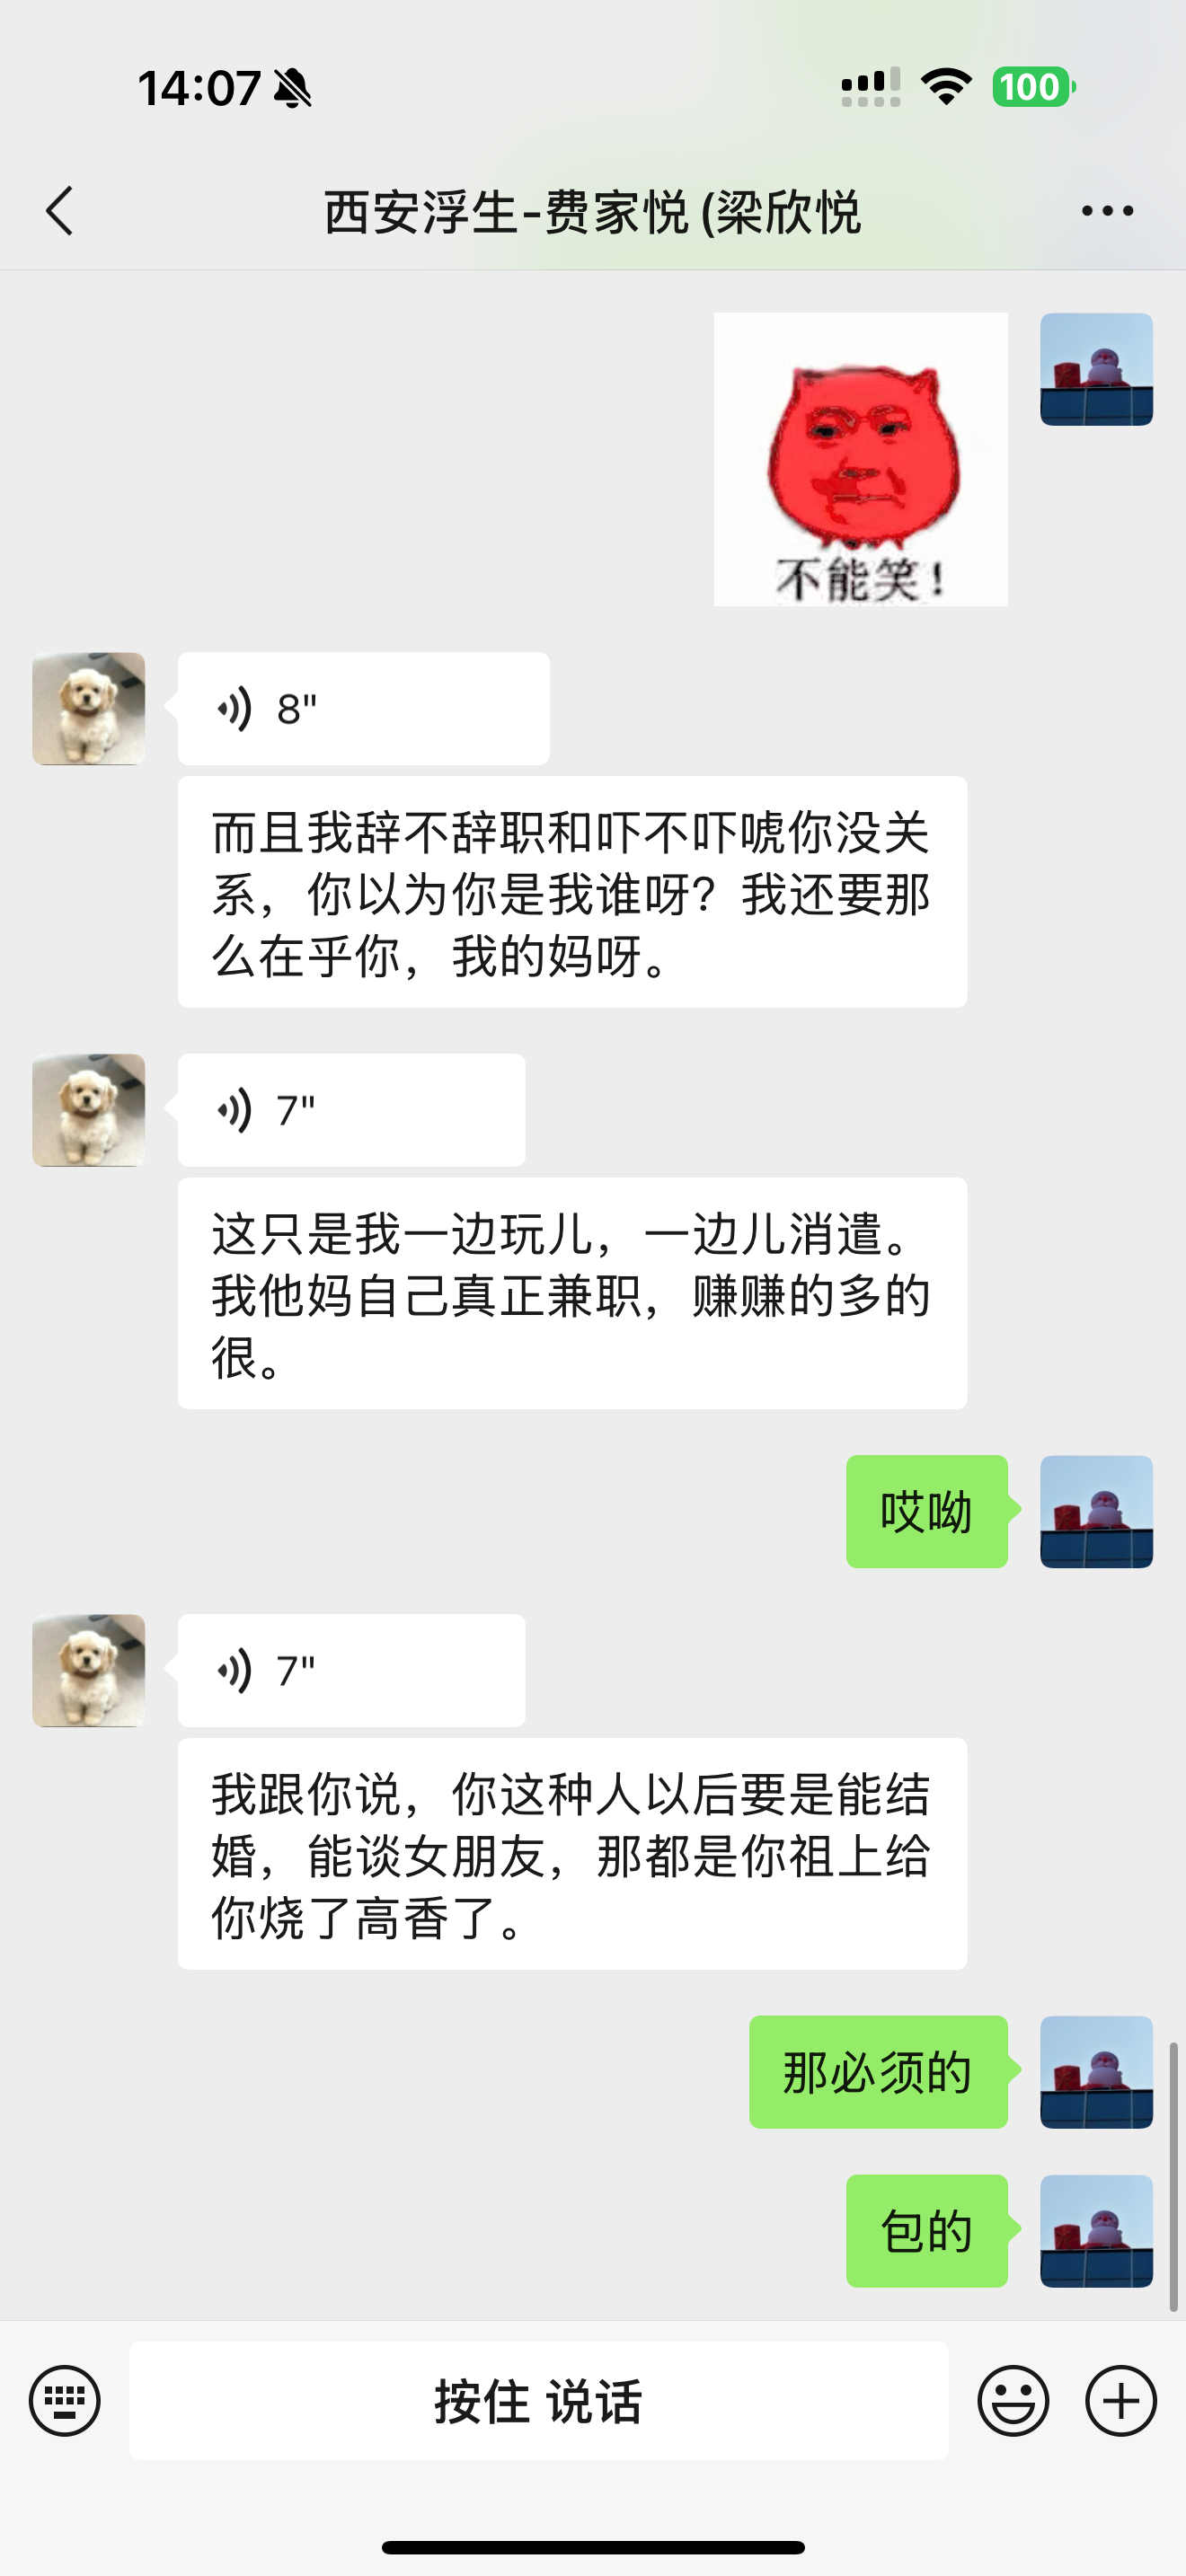 14:07
100
西安浮生-费家悦 (梁欣悦
不能笑!
8"
而且我辞不辞职和吓不吓唬你没关
系，你以为你是我谁呀？我还要那
么在乎你，我的妈呀。
7"
这只是我一边玩儿，一边儿消遣。
我他妈自己真正兼职，赚赚的多的
很。
哎呦
7"
我跟你说，你这种人以后要是能结
婚，能谈女朋友，那都是你祖上给
你烧了高香了。
那必须的
包的
按住 说话